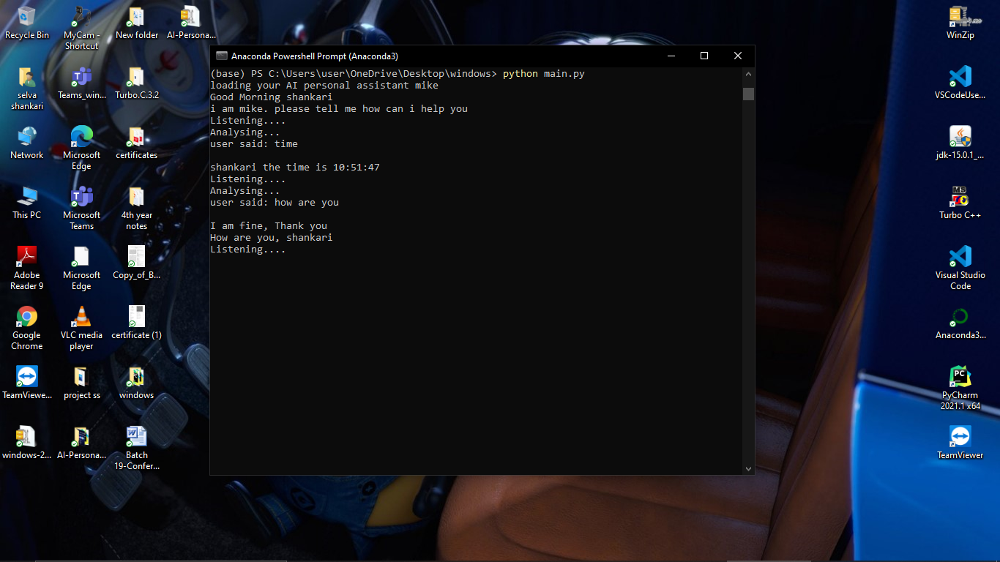 Recycle Bin
MyCam -
Shortcut
New folder
AI-Persona...
selva
shankari
Teams_win...
Turbo.C.3.2
Network
Microsoft
Edge
certificates
This PC
Microsoft
Teams
4th year
notes
Adobe
Reader 9
Microsoft
Edge
Copy_of_B...
Google
Chrome
VLC media
player
certificate (1)
TeamViewe...
project ss
windows
windows-2...
AI-Persona...
Batch
19-Confer...
Anaconda Powershell Prompt (Anaconda3)
(base) PS C:\Users\user\OneDrive\Desktop\windows> python main.py
loading your AI personal assistant mike
Good Morning shankari
i am mike. please tell me how can i help you
Listening....
Analysing...
user said: time
shankari the time is 10:51:47
Listening....
Analysing...
user said: how are you
I am fine, Thank you
How are you, shankari
Listening....
WinZip
VSCodeUse...
jdk-15.0.1_...
Turbo C++
Visual Studio
Code
Anaconda3...
PC
PyCharm
2021.1 x64
TeamViewer